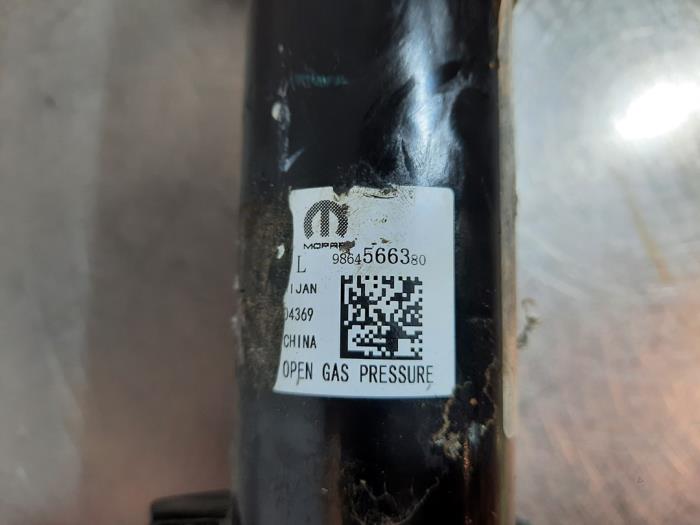 MOPAR
L 9864566380
IJAN
04369
CHINA
OPEN GAS PRESSURE